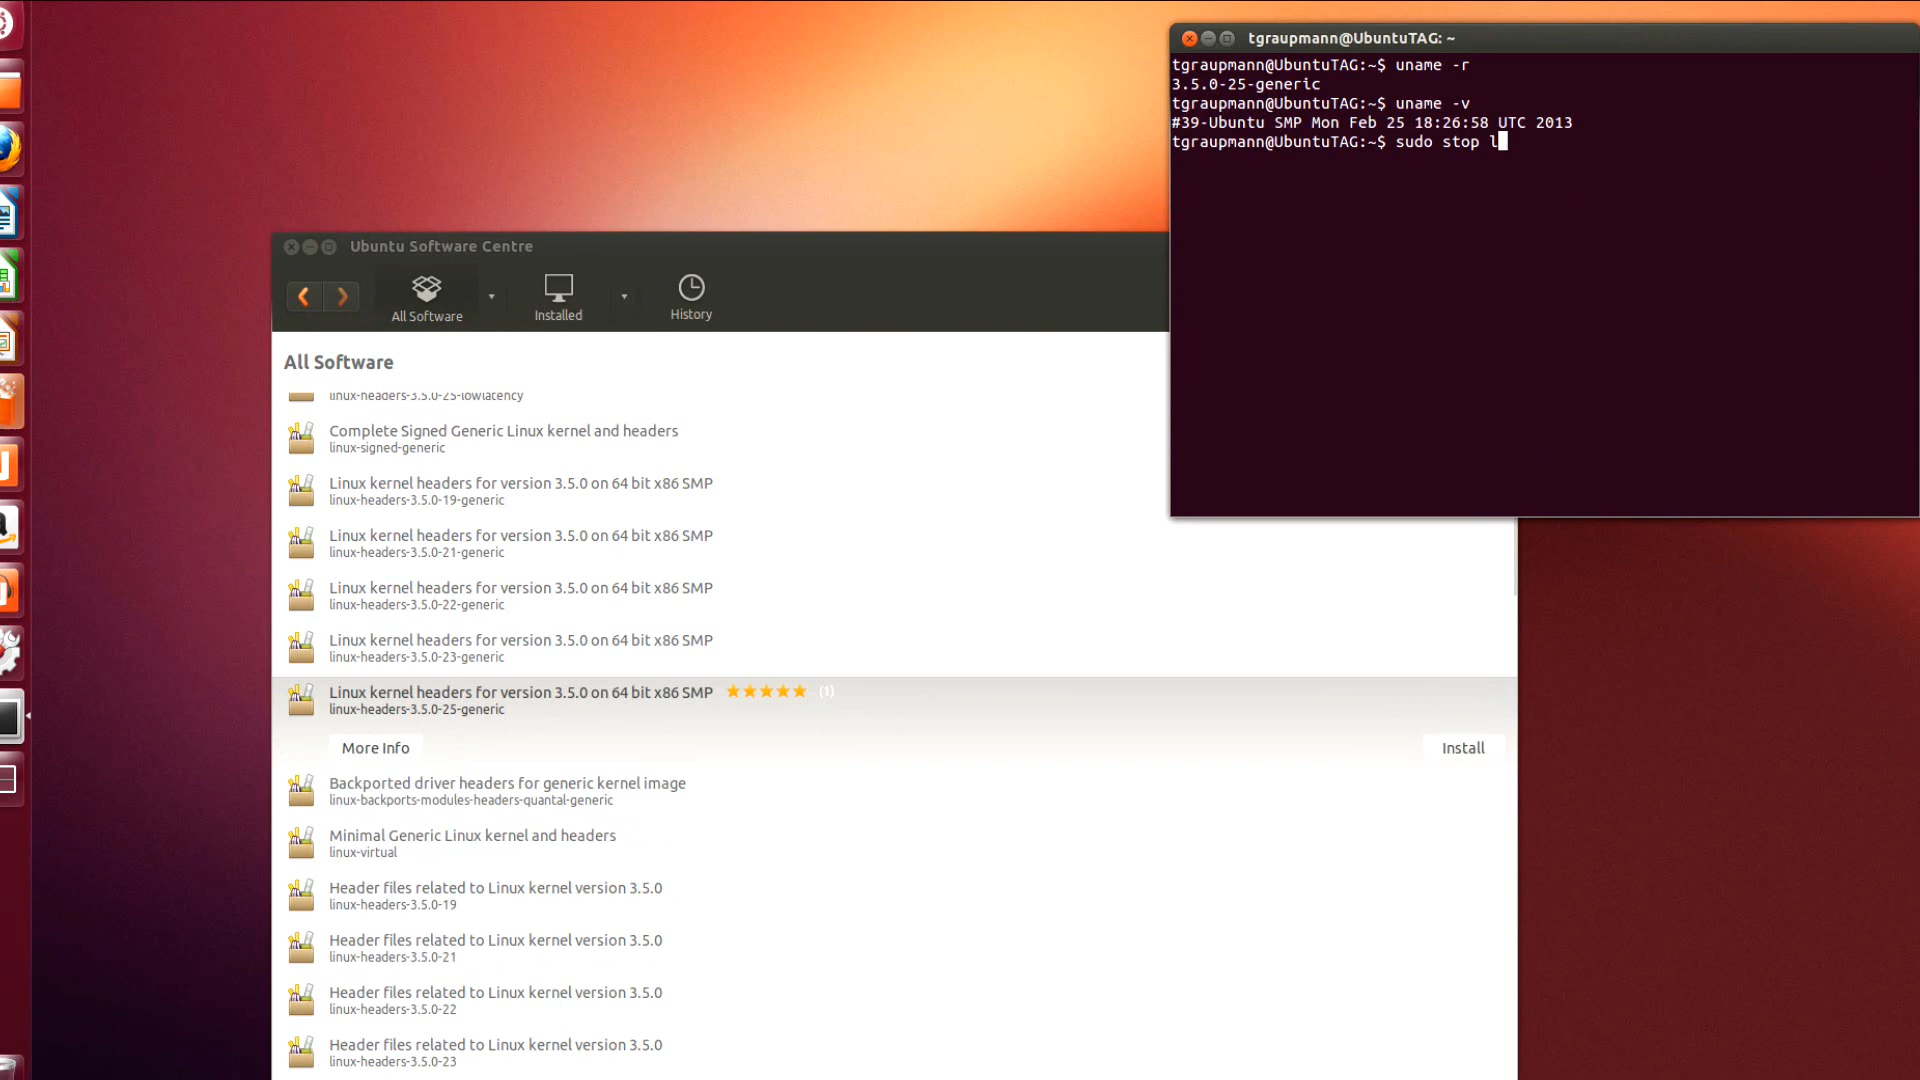 tgraupmann@UbuntuTAG: ~
tgraupmann@UbuntuTAG:~$ uname -r
3.5.0-25-generic
tgraupmann@UbuntuTAG:~$ uname -v
#39-Ubuntu SMP Mon Feb 25 18:26:58 UTC 2013
tgraupmann@UbuntuTAG:~$ sudo stop l
Ubuntu Software Centre
All Software
Installed
History
All Software
linux-headers-3.5.0-25-lowlatency
Complete Signed Generic Linux kernel and headers
linux-signed-generic
Linux kernel headers for version 3.5.0 on 64 bit x86 SMP
linux-headers-3.5.0-19-generic
Linux kernel headers for version 3.5.0 on 64 bit x86 SMP
linux-headers-3.5.0-21-generic
Linux kernel headers for version 3.5.0 on 64 bit x86 SMP
linux-headers-3.5.0-22-generic
Linux kernel headers for version 3.5.0 on 64 bit x86 SMP
linux-headers-3.5.0-23-generic
Linux kernel headers for version 3.5.0 on 64 bit x86 SMP (1)
linux-headers-3.5.0-25-generic
More Info
Install
Backported driver headers for generic kernel image
linux-backports-modules-headers-quantal-generic
Minimal Generic Linux kernel and headers
linux-virtual
Header files related to Linux kernel version 3.5.0
linux-headers-3.5.0-19
Header files related to Linux kernel version 3.5.0
linux-headers-3.5.0-21
Header files related to Linux kernel version 3.5.0
linux-headers-3.5.0-22
Header files related to Linux kernel version 3.5.0
linux-headers-3.5.0-23